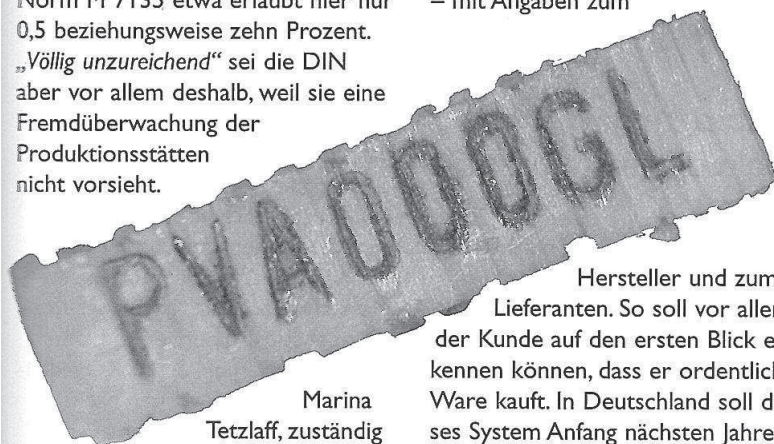 Norm M 7135 etwa erlaubt hier nur
0,5 beziehungsweise zehn Prozent.
„Völlig unzureichend“ sei die DIN
aber vor allem deshalb, weil sie eine
Fremdüberwachung der
Produktionsstätten
nicht vorsieht.
PVA000GL
Marina
Tetzlaff, zuständig
– mit Angaben zum
Hersteller und zum
Lieferanten. So soll vor aller
der Kunde auf den ersten Blick e
kennen können, dass er ordentlich
Ware kauft. In Deutschland soll d
ses System Anfang nächsten Jahre